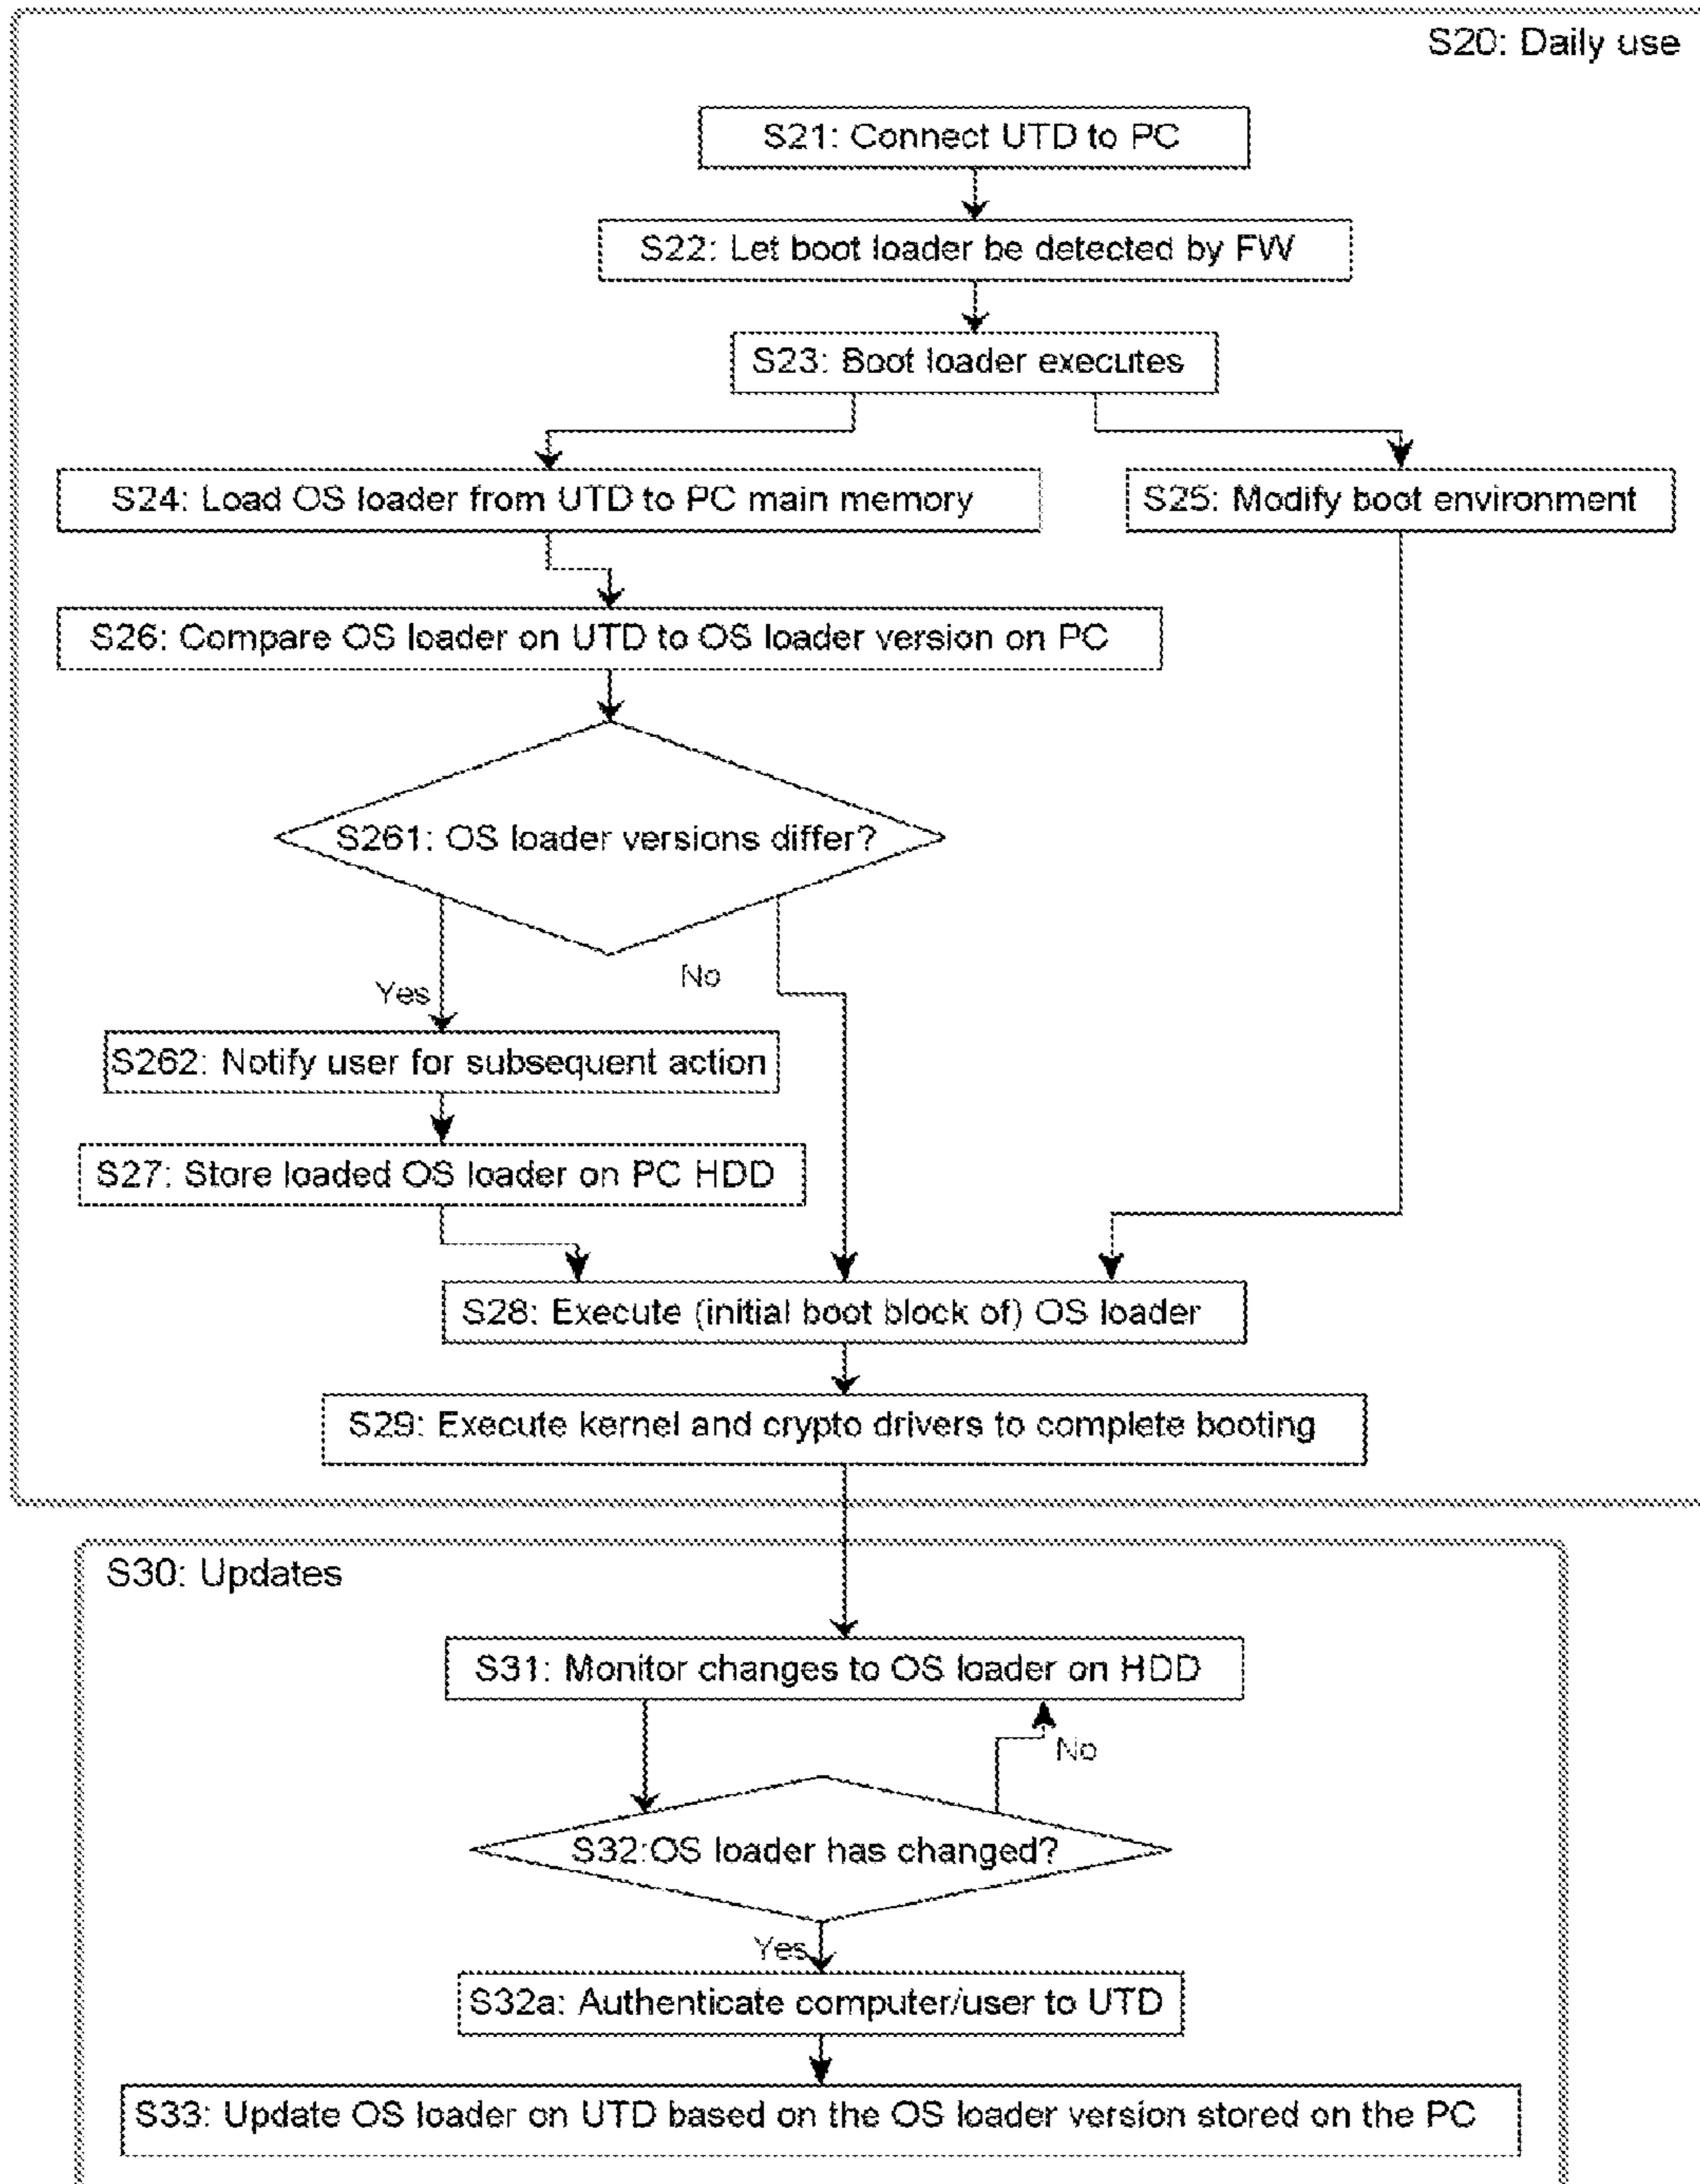 S20: Daily use
S21: Connect UTD to PC
S22: Let boot loader be detected by FW
S23: Boot loader executes
S24: Load OS loader from UTD to PC main memory
S25: Modify boot environment
S26: Compare OS loader on UTD to OS loader version on PC
S261: OS loader versions differ?
Yes
No
S262: Notify user for subsequent action
S27: Store loaded OS loader on PC HDD
S28: Execute (initial boot block of) OS loader
S29: Execute kernel and crypto drivers to complete booting
S30: Updates
S31: Monitor changes to OS loader on HDD
No
S32:OS loader has changed?
Yes
S32a: Authenticate computer/user to UTD
S33: Update OS loader on UTD based on the OS loader version stored on the PC